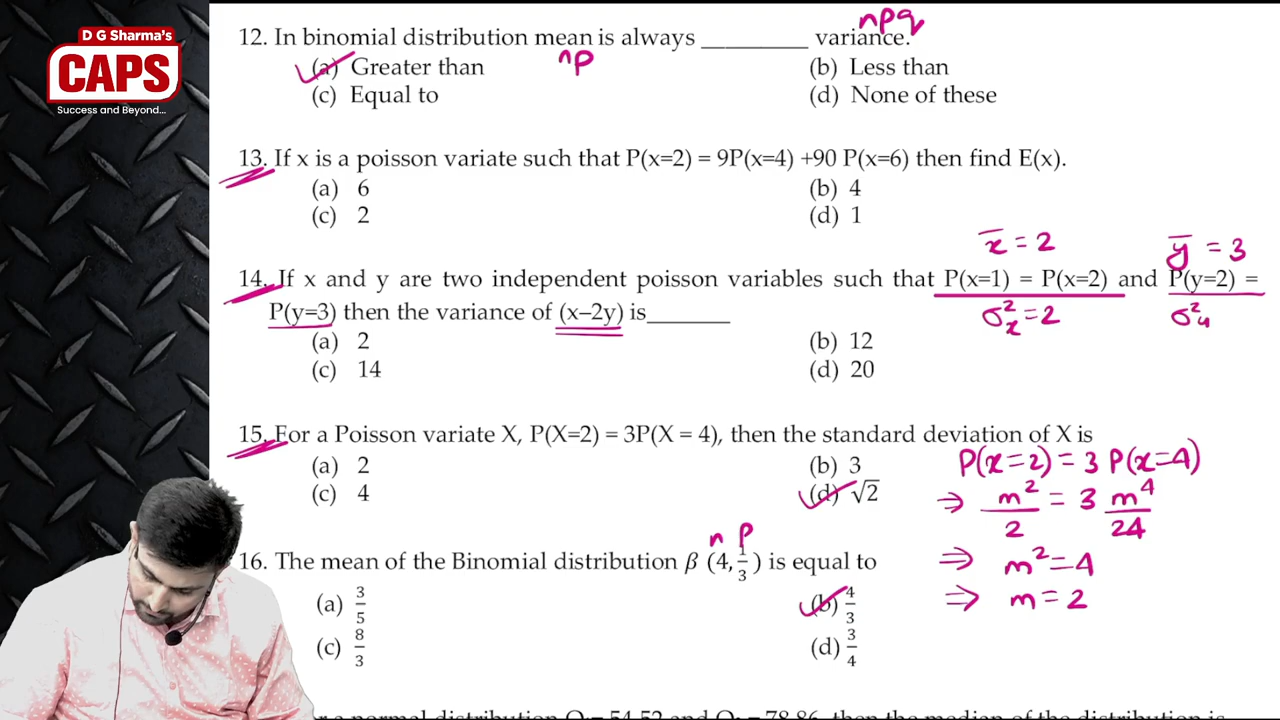 D G Sharma's
CAPS
Success and Beyond...
npq
12. In binomial distribution mean is always _________ variance.
np
(a) Greater than (b) Less than
(c) Equal to (d) None of these
13. If x is a poisson variate such that P(x=2) = 9P(x=4) +90 P(x=6) then find E(x).
(a) 6 (b) 4
(c) 2 (d) 1
x̅ = 2 y̅ = 3
14. If x and y are two independent poisson variables such that P(x=1) = P(x=2) and P(y=2) =
P(y=3) then the variance of (x–2y) is_______
σ²ₓ = 2 σ²y
(a) 2 (b) 12
(c) 14 (d) 20
15. For a Poisson variate X, P(X=2) = 3P(X = 4), then the standard deviation of X is
(a) 2 (b) 3
(c) 4 (d) √2
P(x=2) = 3 P(x=4)
⇒ m²/2 = 3 m⁴/24
⇒ m² = 4
⇒ m = 2
n p
16. The mean of the Binomial distribution β (4, 1/3) is equal to
(a) 3/5 (b) 4/3
(c) 8/3 (d) 3/4